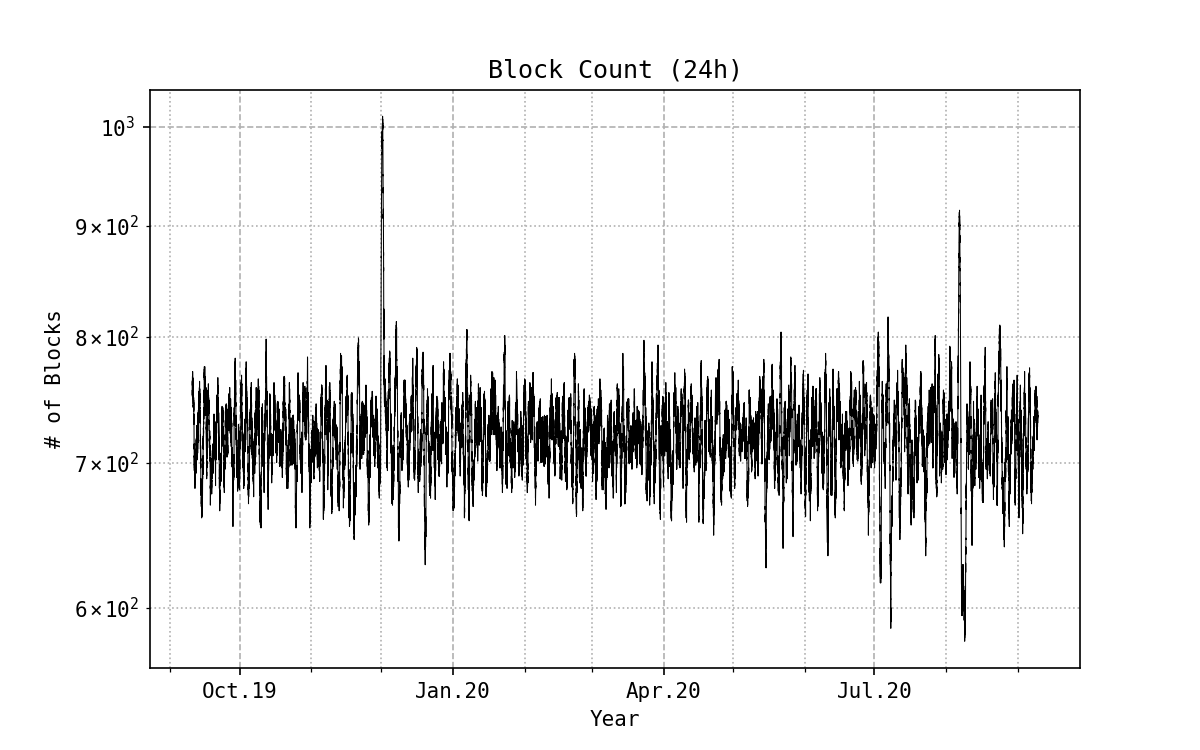 Block Count (24h)
10³
9×10²
8×10²
7×10²
6×10²
# of Blocks
Oct.19 Jan.20 Apr.20 Jul.20
Year